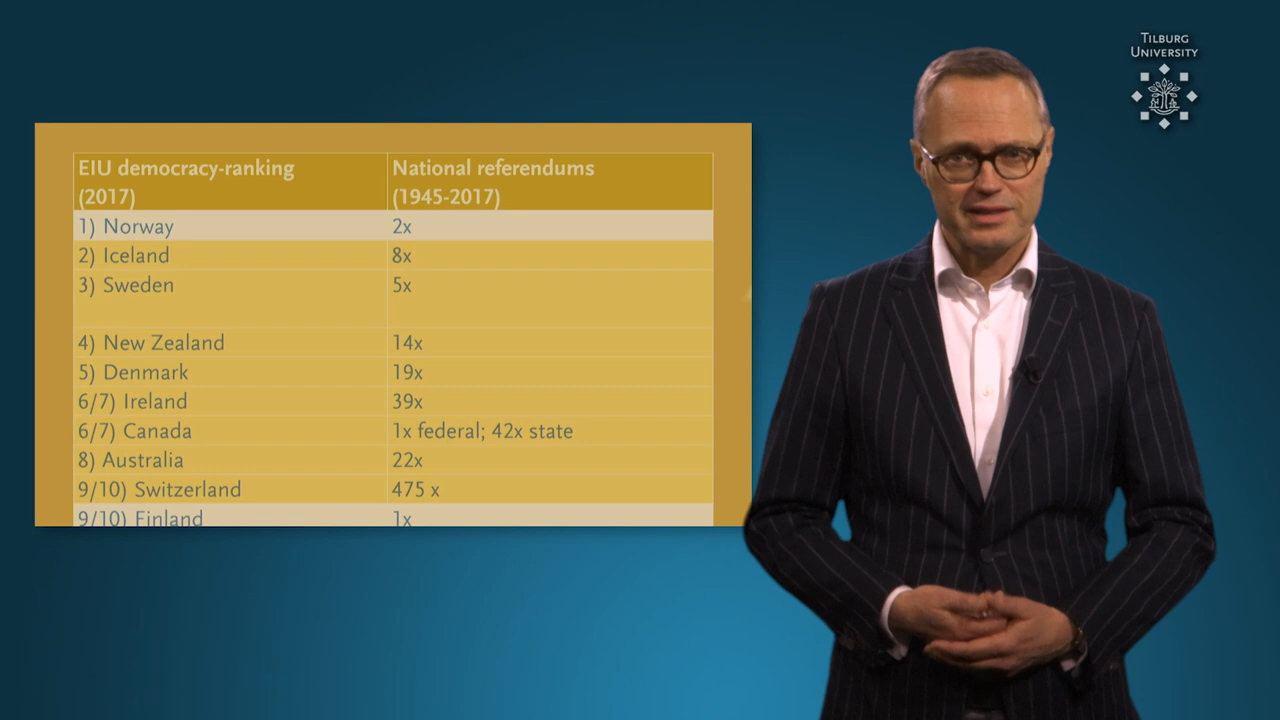 TILBURG
UNIVERSITY
EIU democracy-ranking (2017) National referendums (1945-2017)
1) Norway 2x
2) Iceland 8x
3) Sweden 5x
4) New Zealand 14x
5) Denmark 19x
6/7) Ireland 39x
6/7) Canada 1x federal; 42x state
8) Australia 22x
9/10) Switzerland 475 x
9/10) Finland 1x